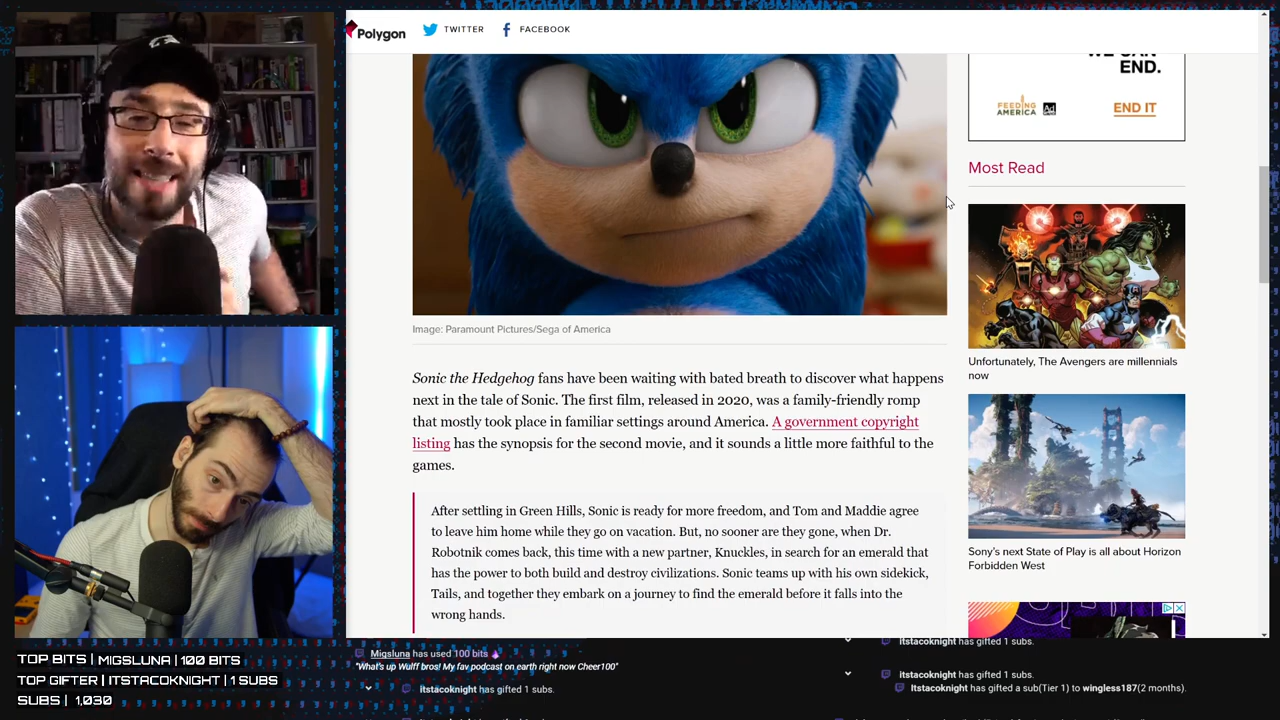 Polygon
TWITTER
FACEBOOK
END.
FEEDING
AMERICA
Ad
END IT
Most Read
Unfortunately, The Avengers are millennials
now
Sony's next State of Play is all about Horizon
Forbidden West
Image: Paramount Pictures/Sega of America
Sonic the Hedgehog fans have been waiting with bated breath to discover what happens
next in the tale of Sonic. The first film, released in 2020, was a family-friendly romp
that mostly took place in familiar settings around America. A government copyright
listing has the synopsis for the second movie, and it sounds a little more faithful to the
games.
After settling in Green Hills, Sonic is ready for more freedom, and Tom and Maddie agree
to leave him home while they go on vacation. But, no sooner are they gone, when Dr.
Robotnik comes back, this time with a new partner, Knuckles, in search for an emerald that
has the power to both build and destroy civilizations. Sonic teams up with his own sidekick,
Tails, and together they embark on a journey to find the emerald before it falls into the
wrong hands.
TOP BITS | MIGSLUNA | 100 BITS
TOP GIFTER | ITSTACOKNIGHT | 1 SUBS
SUBS | 1,030
Migsluna has used 100 bits
"What's up Wulff bros! My fav podcast on earth right now Cheer100"
itstacoknight has gifted 1 subs.
itstacoknight has gifted 1 subs.
itstacoknight has gifted 1 subs.
Itstacoknight has gifted a sub(Tier 1) to wingless187(2 months).